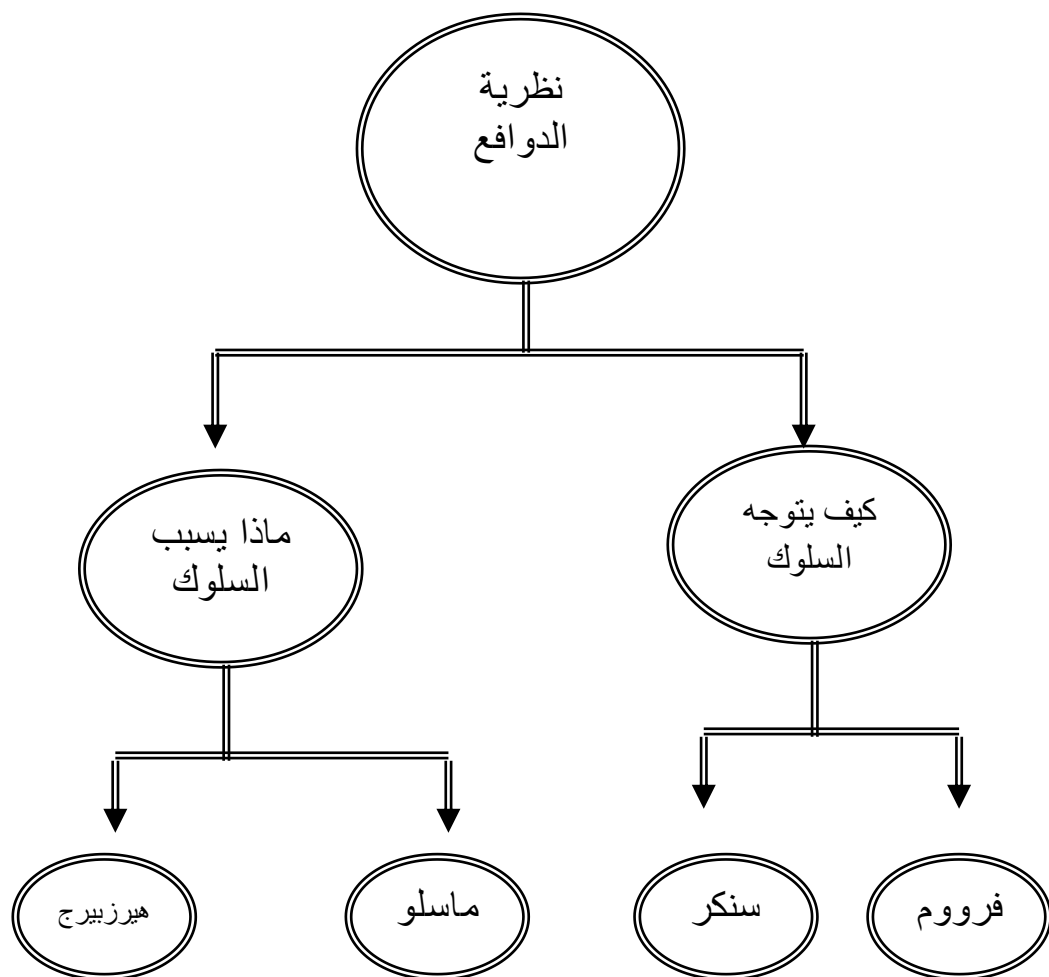 نظرية
الدوافع
كيف يتوجه
السلوك
ماذا يسبب
السلوك
فرووم
سنكر
ماسلو
هيرزبيرج